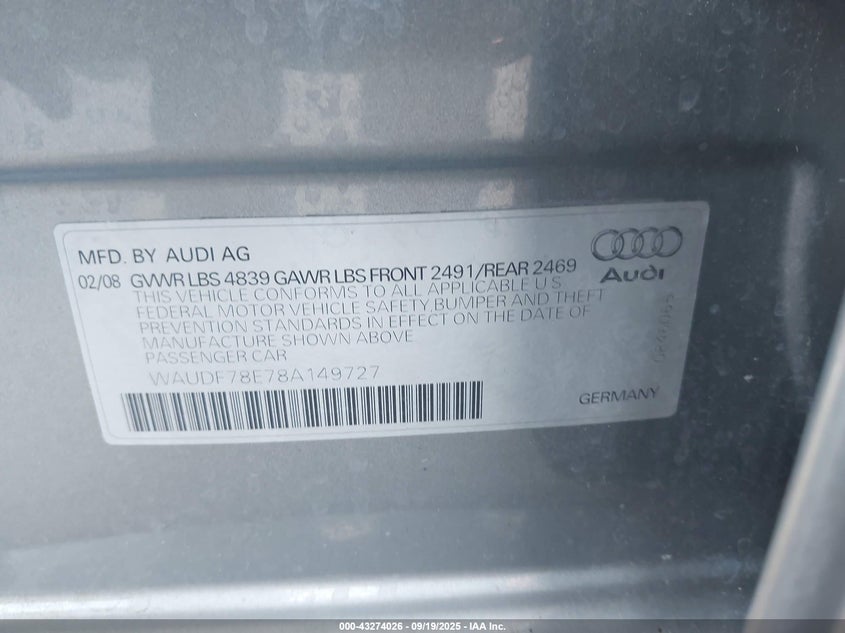 MFD. BY AUDI AG
02/08 GVWR LBS 4839 GAWR LBS FRONT 2491/REAR 2469
THIS VEHICLE CONFORMS TO ALL APPLICABLE U S
FEDERAL MOTOR VEHICLE SAFETY,BUMPER AND THEFT
PREVENTION STANDARDS IN EFFECT ON THE DATE OF
MANUFACTURE SHOWN ABOVE
PASSENGER CAR
WAUDF78E78A149727
Audi
GERMANY
000-43274026 - 09/19/2025 - IAA Inc.